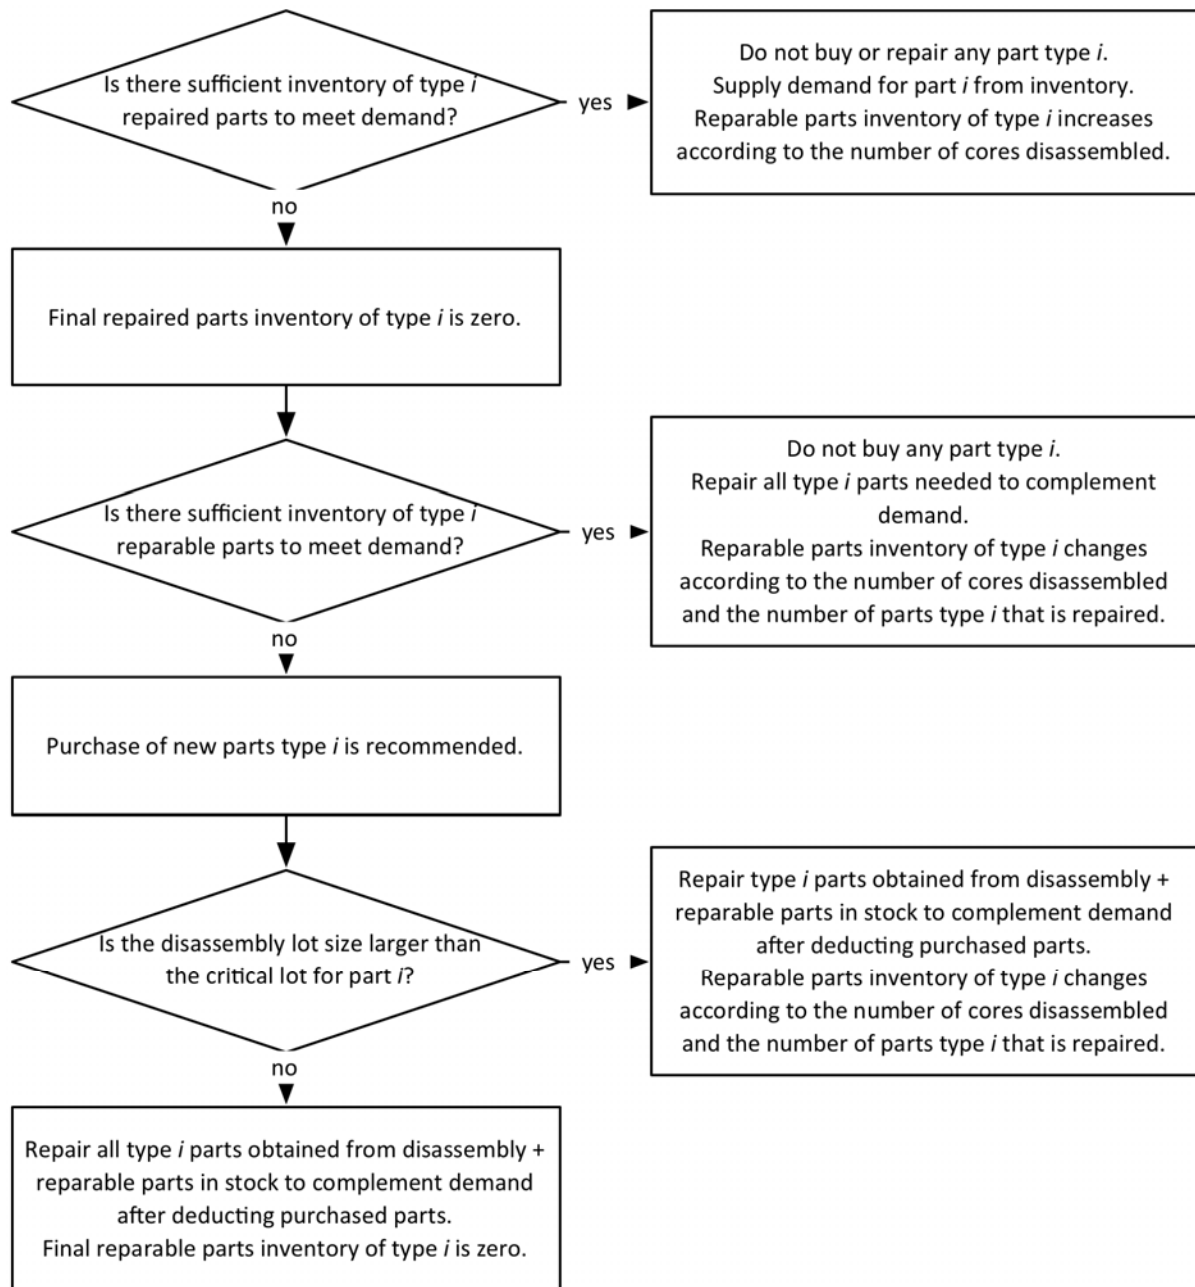 Is there sufficient inventory of type i
repaired parts to meet demand?
yes
Do not buy or repair any part type i.
Supply demand for part i from inventory.
Reparable parts inventory of type i increases
according to the number of cores disassembled.
no
Final repaired parts inventory of type i is zero.
Is there sufficient inventory of type i
reparable parts to meet demand?
yes
Do not buy any part type i.
Repair all type i parts needed to complement
demand.
Reparable parts inventory of type i changes
according to the number of cores disassembled
and the number of parts type i that is repaired.
no
Purchase of new parts type i is recommended.
Is the disassembly lot size larger than
the critical lot for part i?
yes
Repair type i parts obtained from disassembly +
reparable parts in stock to complement demand
after deducting purchased parts.
Reparable parts inventory of type i changes
according to the number of cores disassembled
and the number of parts type i that is repaired.
no
Repair all type i parts obtained from disassembly +
reparable parts in stock to complement demand
after deducting purchased parts.
Final reparable parts inventory of type i is zero.